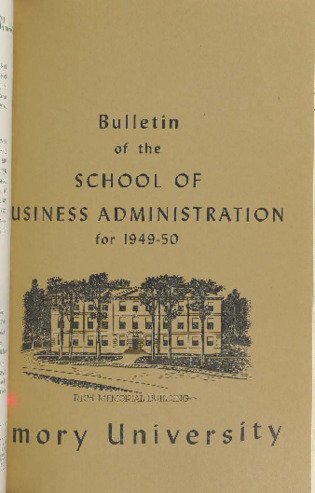 Bulletin
of the
SCHOOL OF
USINESS ADMINISTRATION
for 1949-50
RICH MEMORIAL BUILDING
mory University